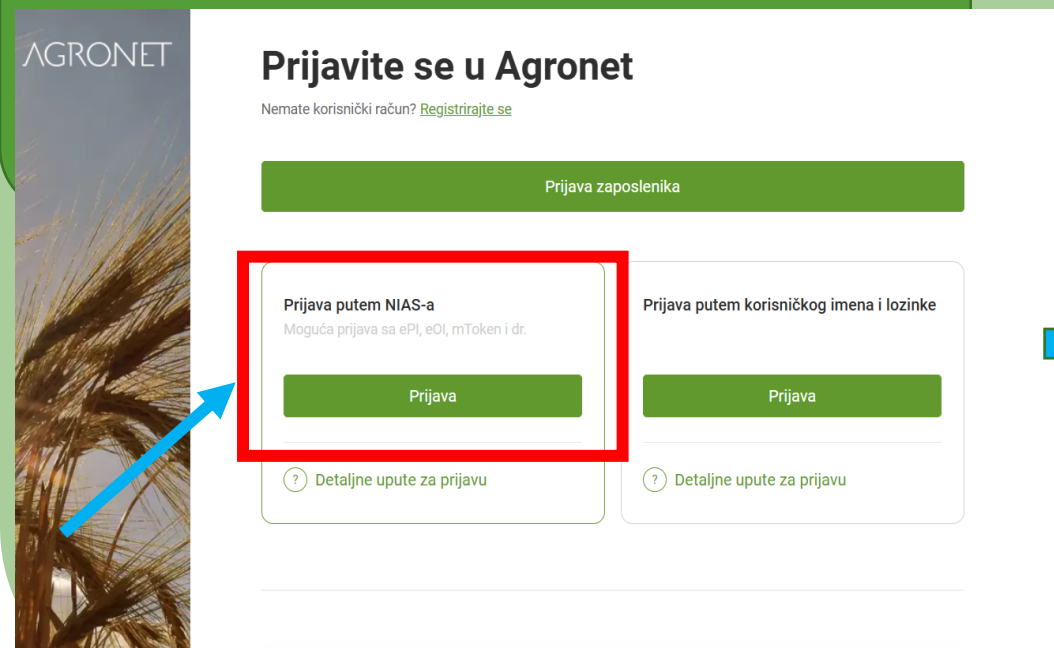 AGRONET
Prijavite se u Agronet
Nemate korisnički račun? Registrirajte se
Prijava zaposlenika
Prijava putem NIAS-a
Moguća prijava sa ePI, eOI, mToken i dr.
Prijava
? Detaljne upute za prijavu
Prijava putem korisničkog imena i lozinke
Prijava
? Detaljne upute za prijavu